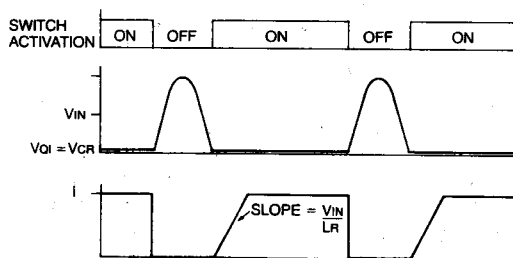 SWITCH
ACTIVATION
ON OFF ON OFF ON
VIN
VQI = VCR
i
SLOPE = VIN
LR